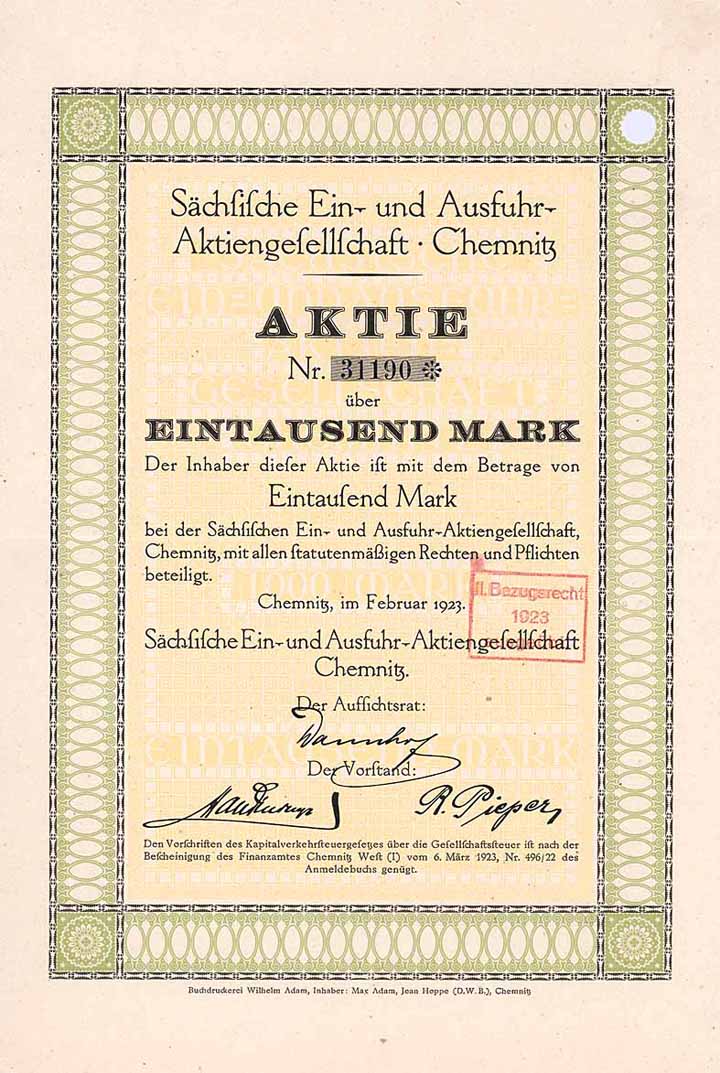 Sächſiſche Ein- und Ausfuhr-
Aktiengeſellſchaft · Chemnitz
AKTIE
Nr. 31190 ❊
über
EINTAUSEND MARK
Der Inhaber dieſer Aktie iſt mit dem Betrage von
Eintauſend Mark
bei der Sächſiſchen Ein- und Ausfuhr-Aktiengeſellſchaft,
Chemnitz, mit allen ſtatutenmäßigen Rechten und Pflichten
beteiligt.
II. Bezugsrecht
1923
Chemnitz, im Februar 1923.
Sächſiſche Ein- und Ausfuhr-Aktiengeſellſchaft
Chemnitz.
Der Aufſichtsrat:
Der Vorſtand:
R. Pieper
Den Vorſchriften des Kapitalverkehrſteuergeſetzes über die Geſellſchaftsſteuer iſt nach der
Beſcheinigung des Finanzamtes Chemnitz Weſt (I) vom 6. März 1923, Nr. 496/22 des
Anmeldebuchs genügt.
Buchdruckerei Wilhelm Adam, Inhaber: Max Adam, Jean Hoppe (D.W.B.), Chemnitz